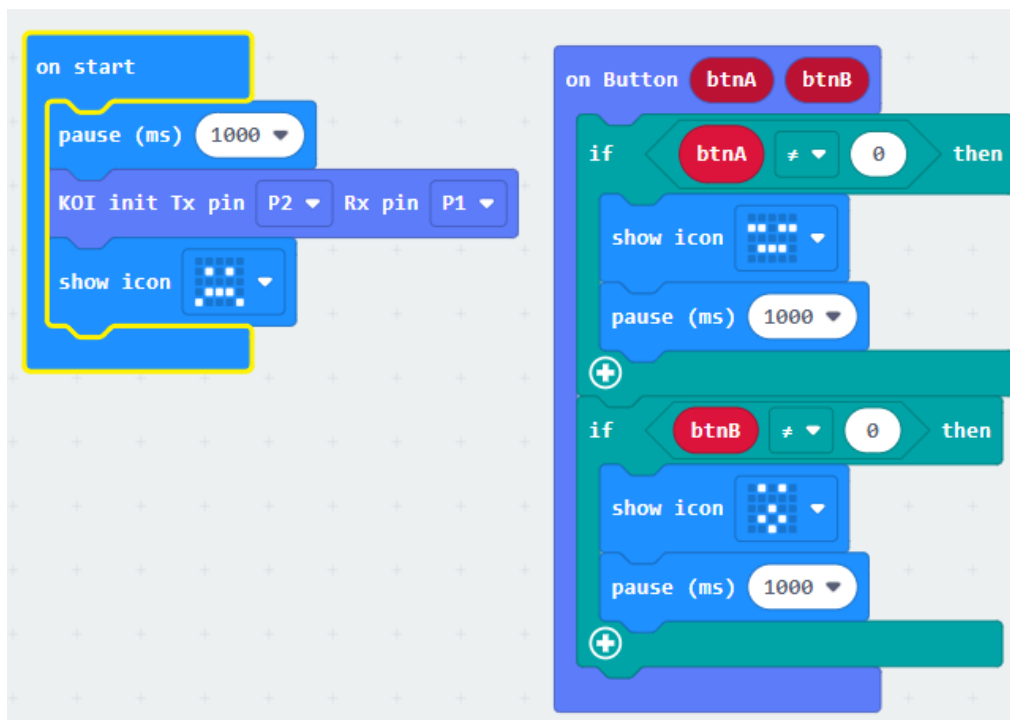 on start
pause (ms) 1000
KOI init Tx pin P2 Rx pin P1
show icon
on Button btnA btnB
if btnA ≠ 0 then
show icon
pause (ms) 1000
if btnB ≠ 0 then
show icon
pause (ms) 1000